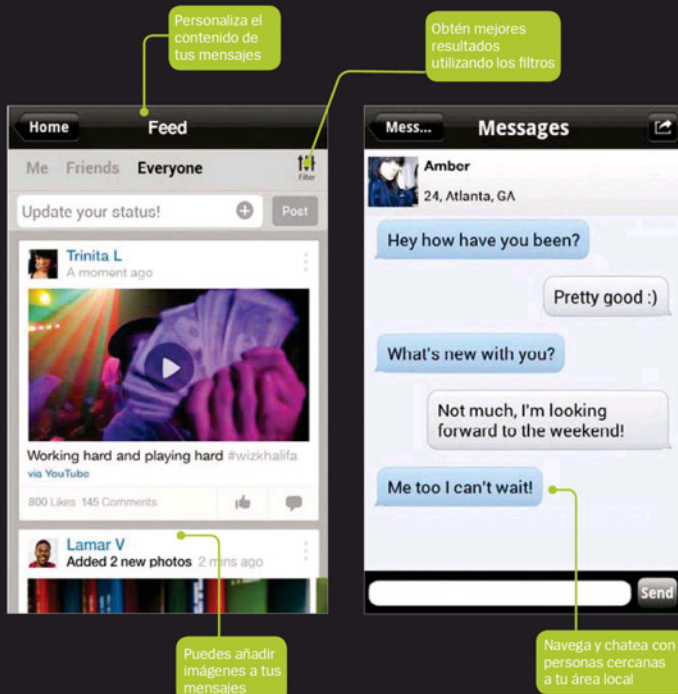 Personaliza el
contenido de
tus mensajes
Obtén mejores
resultados
utilizando los filtros
Home
Feed
Me Friends Everyone
Filter
Update your status!
Post
Trinita L
A moment ago
Working hard and playing hard #wizkhalifa
via YouTube
800 Likes 145 Comments
Lamar V
Added 2 new photos 2 mins ago
Puedes añadir
imágenes a tus
mensajes
Mess...
Messages
Amber
24, Atlanta, GA
Hey how have you been?
Pretty good :)
What's new with you?
Not much, I'm looking
forward to the weekend!
Me too I can't wait!
Send
Navega y chatea con
personas cercanas
a tu área local